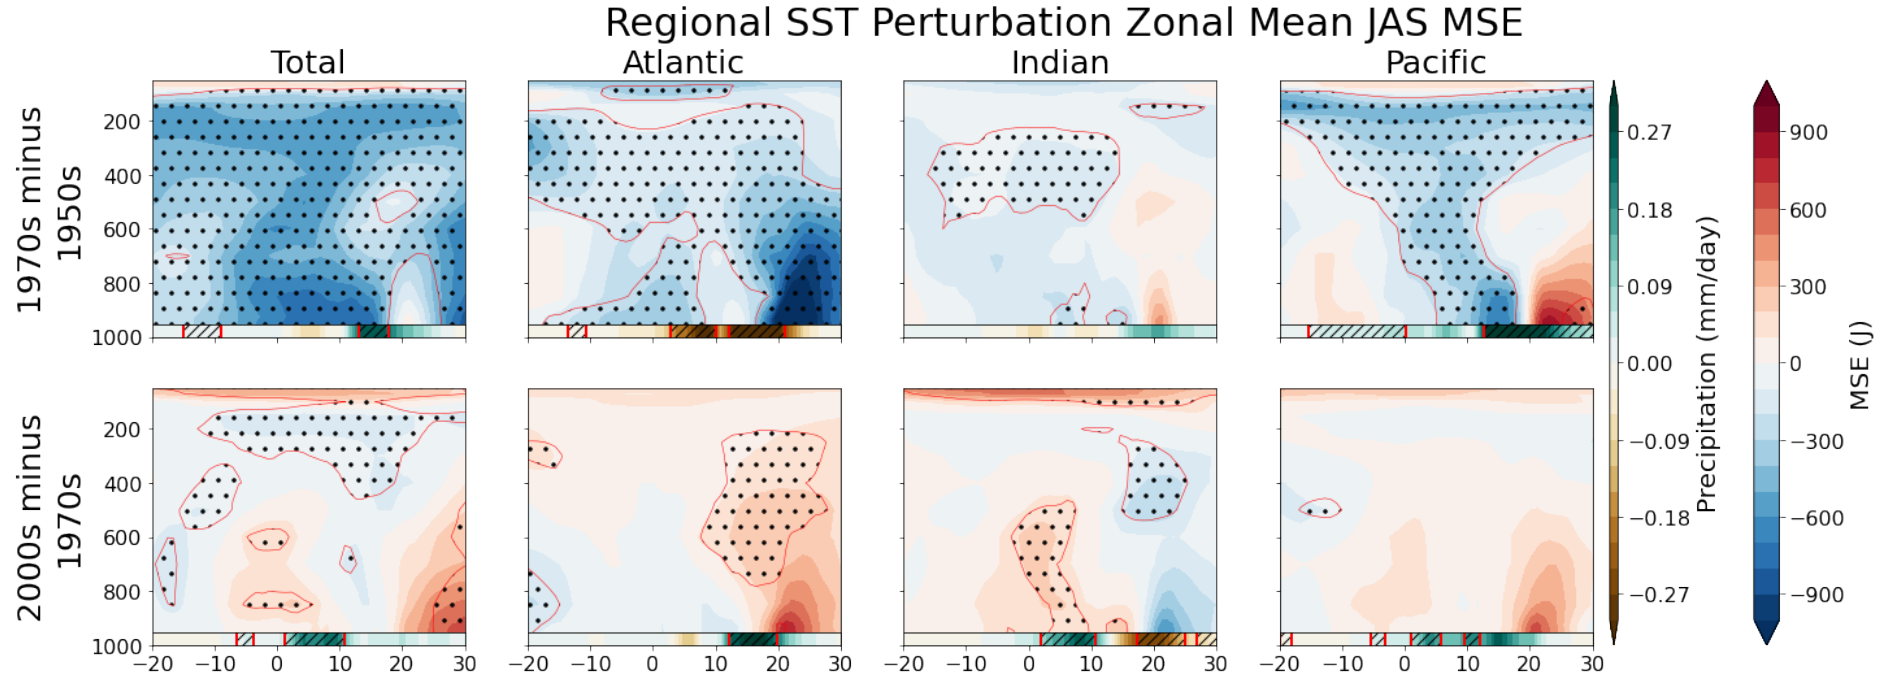 Regional SST Perturbation Zonal Mean JAS MSE
Total
Atlantic
Indian
Pacific
1970s minus
1950s
200
400
600
800
1000
2000s minus
1970s
200
400
600
800
1000
−20 −10 0 10 20 30
−20 −10 0 10 20 30
−20 −10 0 10 20 30
−20 −10 0 10 20 30
0.27
0.18
0.09
0.00
−0.09
−0.18
−0.27
Precipitation (mm/day)
900
600
300
0
−300
−600
−900
MSE (J)